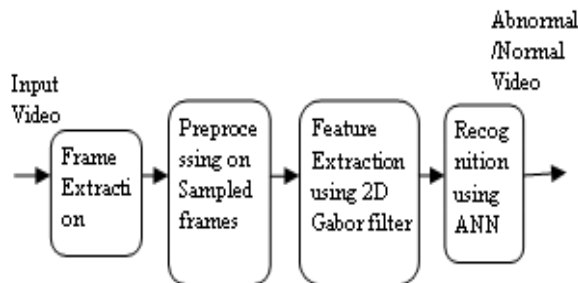 Input
Video
Frame
Extracti
on
Preproce
ssing on
Sampled
frames
Feature
Extraction
using 2D
Gabor filter
Recog
nition
using
ANN
Abnormal
/Normal
Video